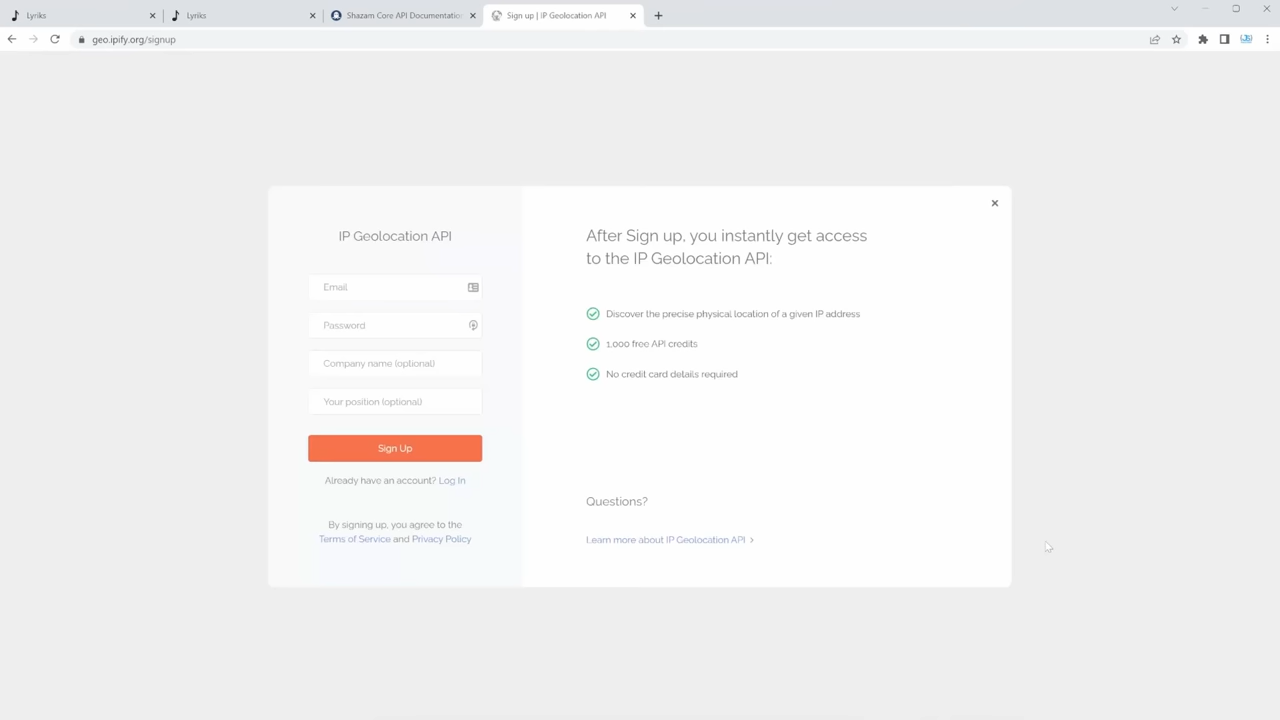 Lyriks
Lyriks
Shazam Core API Documentation
Sign up | IP Geolocation API
geo.ipify.org/signup
IP Geolocation API
Email
Password
Company name (optional)
Your position (optional)
Sign Up
Already have an account? Log In
By signing up, you agree to the
Terms of Service and Privacy Policy
After Sign up, you instantly get access
to the IP Geolocation API:
Discover the precise physical location of a given IP address
1,000 free API credits
No credit card details required
Questions?
Learn more about IP Geolocation API >